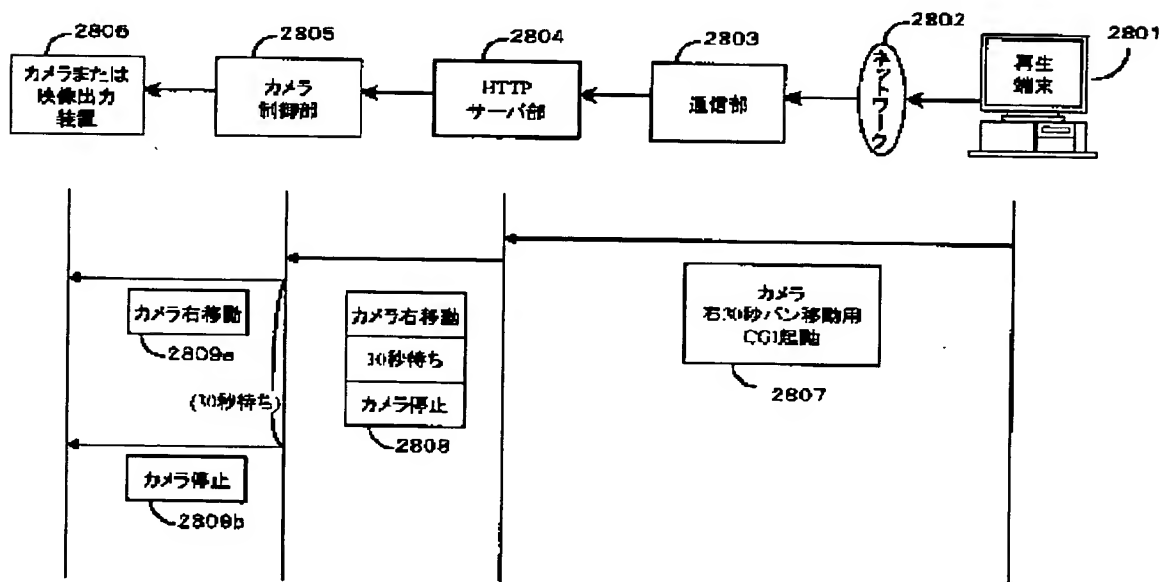 2806
2805
2804
2803
2802
2801
カメラまたは
映像出力
装置
カメラ
制御部
HTTP
サーバ部
通信部
ネットワーク
再生
端末
カメラ右移動
2809a
(30秒待ち)
カメラ停止
2809b
カメラ右移動
30秒待ち
カメラ停止
2808
カメラ
右30秒パン移動用
CGI起動
2807